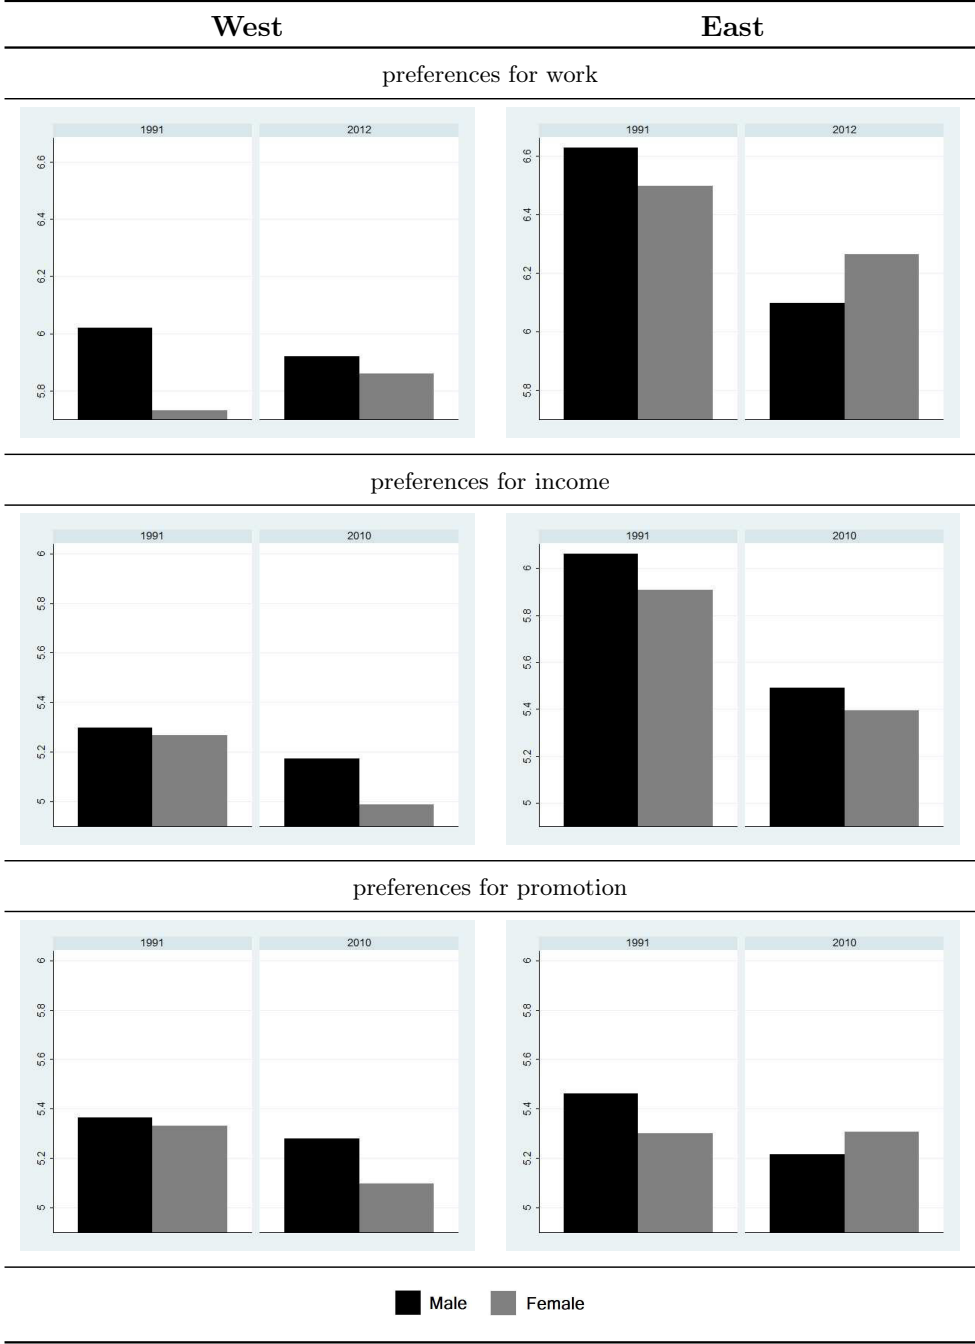 West East
preferences for work
1991 2012 1991 2012
6.6 6.6
6.4 6.4
6.2 6.2
6 6
5.8 5.8
preferences for income
1991 2010 1991 2010
6 6
5.8 5.8
5.6 5.6
5.4 5.4
5.2 5.2
5 5
preferences for promotion
1991 2010 1991 2010
6 6
5.8 5.8
5.6 5.6
5.4 5.4
5.2 5.2
5 5
Male Female